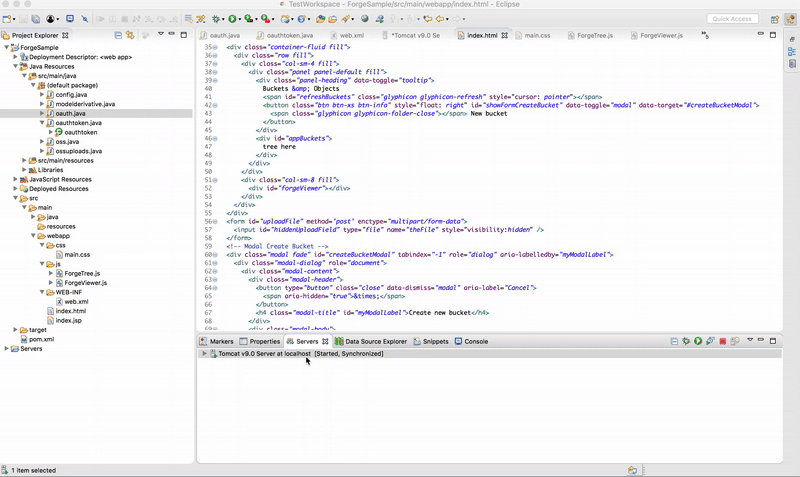 TestWorkspace - ForgeSample/src/main/webapp/index.html - Eclipse
Quick Access
Project Explorer
ForgeSample
Deployment Descriptor: <web app>
Java Resources
src/main/java
(default package)
config.java
modelderivative.java
oauth.java
oauthtoken.java
oauthtoken
oss.java
ossuploads.java
src/main/resources
Libraries
JavaScript Resources
Deployed Resources
src
main
java
resources
webapp
css
main.css
js
ForgeTree.js
ForgeViewer.js
WEB-INF
web.xml
index.html
index.jsp
target
pom.xml
Servers
oauth.java
oauthtoken.java
web.xml
*Tomcat v9.0 Se
index.html
main.css
ForgeTree.js
ForgeViewer.js
»5
35 <div class="container-fluid fill">
36 <div class="row fill">
37 <div class="col-sm-4 fill">
38 <div class="panel panel-default fill">
39 <div class="panel-heading" data-toggle="tooltip">
40 Buckets &amp; Objects
41 <span id="refreshBuckets" class="glyphicon glyphicon-refresh" style="cursor: pointer"></span>
42 <button class="btn btn-xs btn-info" style="float: right" id="showFormCreateBucket" data-toggle="modal" data-target="#createBucketModal">
43 <span class="glyphicon glyphicon-folder-close"></span> New bucket
44 </button>
45 </div>
46 <div id="appBuckets">
47 tree here
48 </div>
49 </div>
50 </div>
51 <div class="col-sm-8 fill">
52 <div id="forgeViewer"></div>
53 </div>
54 </div>
55 </div>
56 <form id="uploadFile" method='post' enctype="multipart/form-data">
57 <input id="hiddenUploadField" type="file" name="theFile" style="visibility:hidden" />
58 </form>
59 <!-- Modal Create Bucket -->
60 <div class="modal fade" id="createBucketModal" tabindex="-1" role="dialog" aria-labelledby="myModalLabel">
61 <div class="modal-dialog" role="document">
62 <div class="modal-content">
63 <div class="modal-header">
64 <button type="button" class="close" data-dismiss="modal" aria-label="Cancel">
65 <span aria-hidden="true">&times;</span>
66 </button>
67 <h4 class="modal-title" id="myModalLabel">Create new bucket</h4>
68 </div>
69 <div class="modal-body">
Markers
Properties
Servers
Data Source Explorer
Snippets
Console
Tomcat v9.0 Server at localhost [Started, Synchronized]
1 item selected